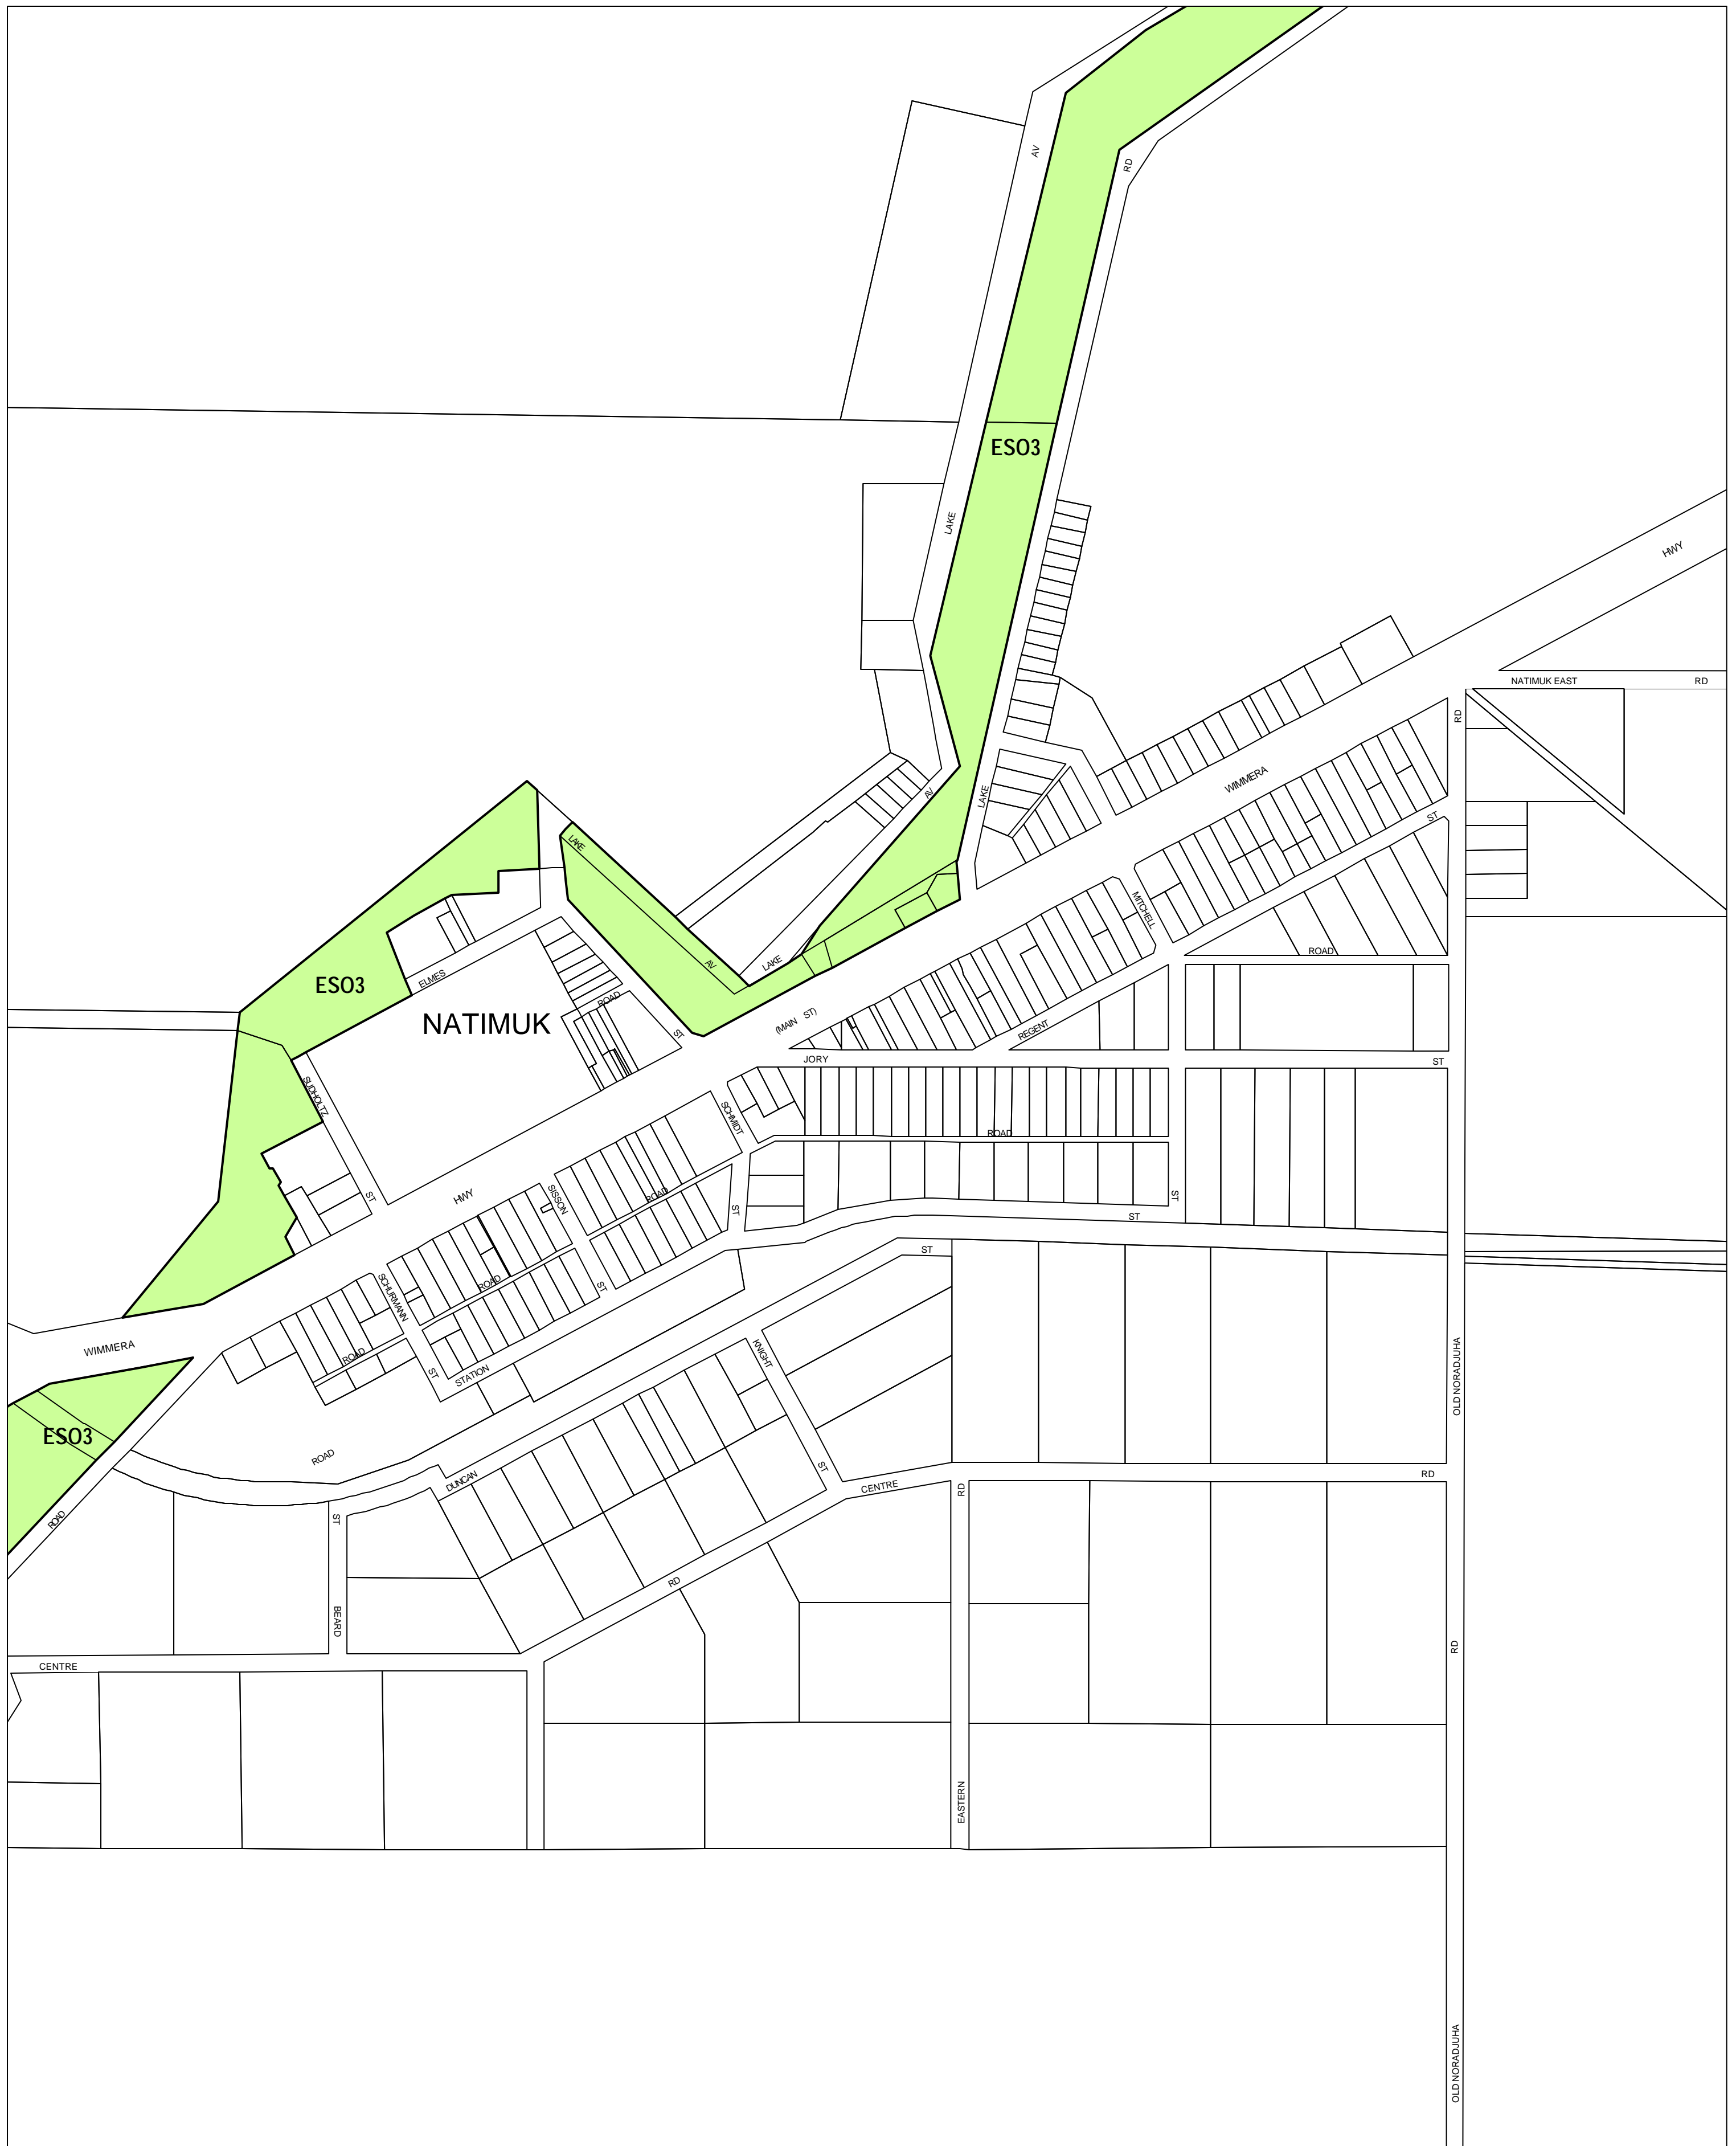 AV
RD
ESO3
LAKE
HWY
NATIMUK EAST
RD
RD
WIMMERA
LAKE
AV
LAKE
ST
MITCHELL
ROAD
LAKE
AV
ELMES
ESO3
ROAD
NATIMUK
(MAIN ST)
ST
REGENT
JORY
ST
SUDHOLTZ
SCHMIDT
ROAD
ST
HWY
SISSON
ROAD
ST
ST
ST
ST
ROAD
ST
SCHURMANN
WIMMERA
ROAD
KNIGHT
ST
STATION
OLD NORADJUHA
ESO3
ROAD
DUNCAN
ST
CENTRE
RD
RD
ROAD
ST
RD
BEARD
CENTRE
RD
EASTERN
OLD NORADJUHA